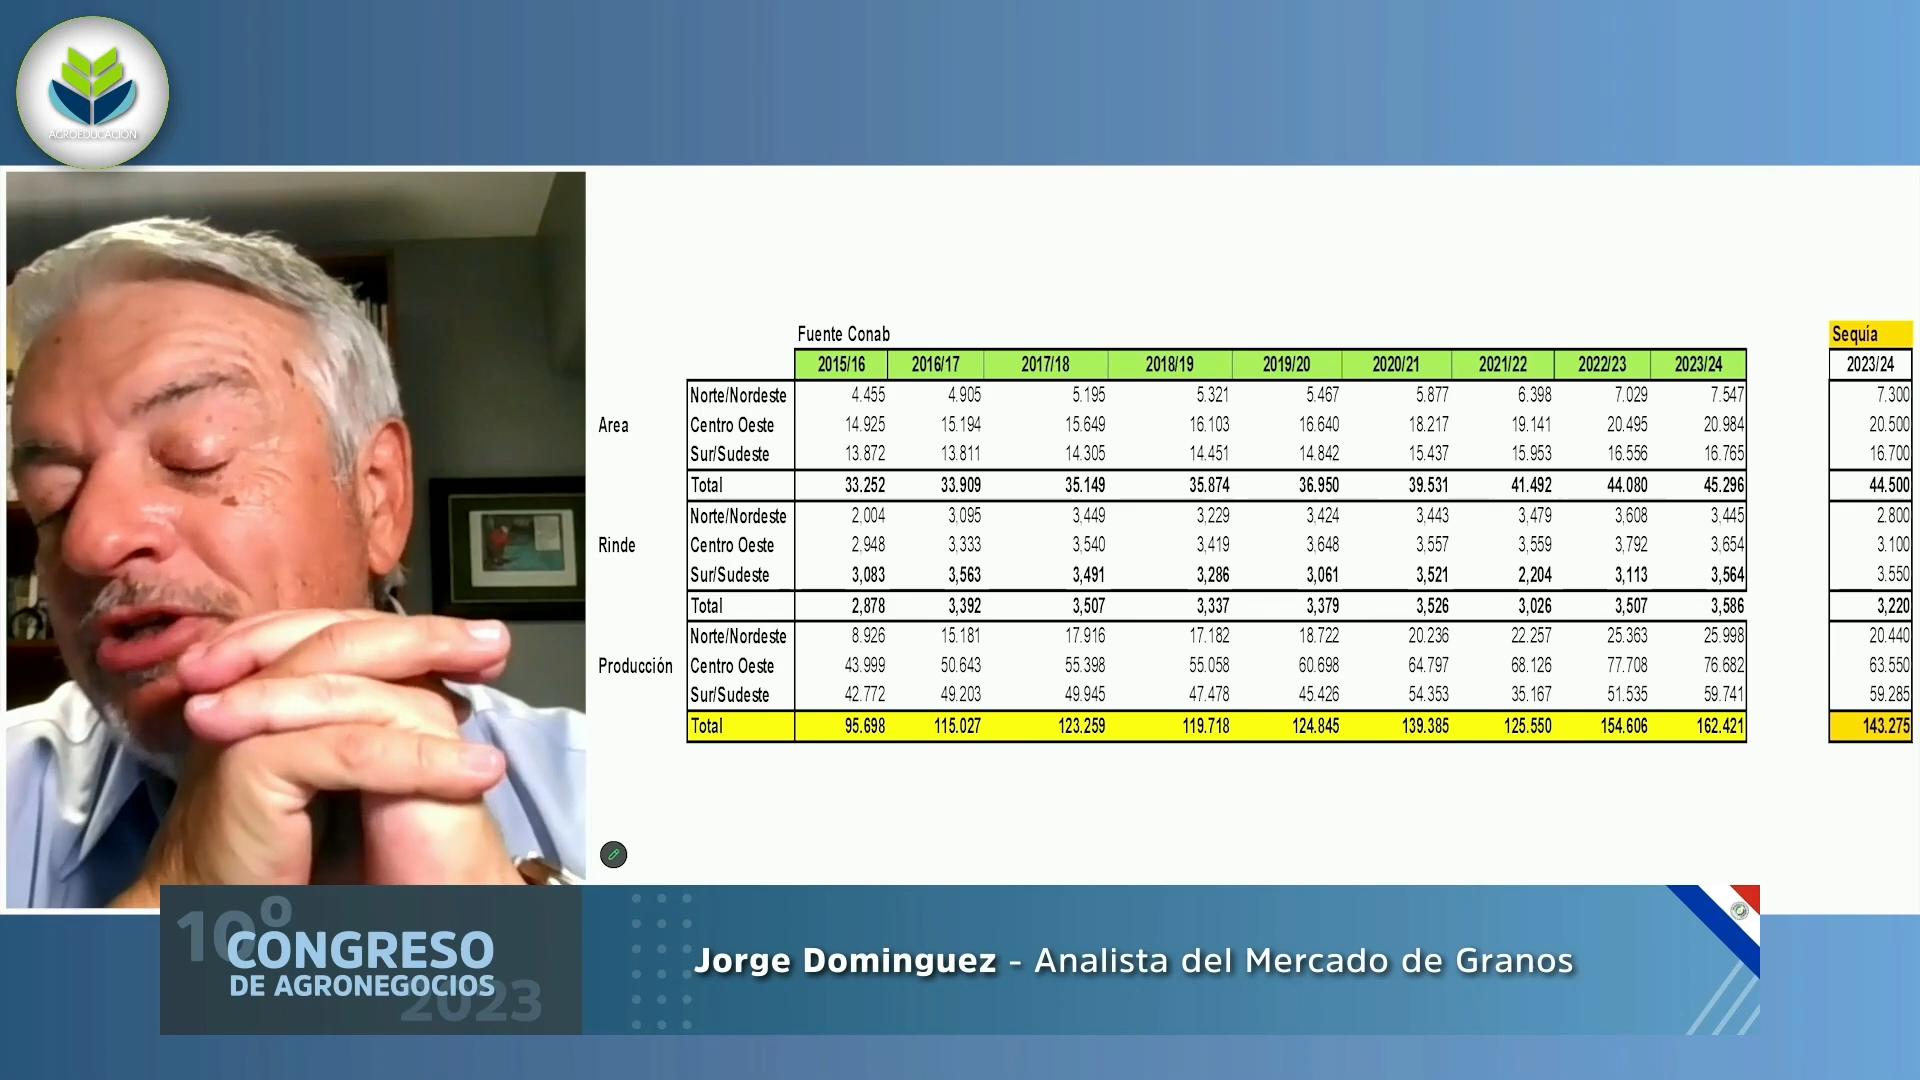 AGROEDUCACIÓN
Fuente Conab Sequía
2015/16 2016/17 2017/18 2018/19 2019/20 2020/21 2021/22 2022/23 2023/24 2023/24
Norte/Nordeste 4.455 4.905 5.195 5.321 5.467 5.877 6.398 7.029 7.547 7.300
Area Centro Oeste 14.925 15.194 15.649 16.103 16.640 18.217 19.141 20.495 20.984 20.500
Sur/Sudeste 13.872 13.811 14.305 14.451 14.842 15.437 15.953 16.556 16.765 16.700
Total 33.252 33.909 35.149 35.874 36.950 39.531 41.492 44.080 45.296 44.500
Norte/Nordeste 2,004 3,095 3,449 3,229 3,424 3,443 3,479 3,608 3,445 2.800
Rinde Centro Oeste 2,948 3,333 3,540 3,419 3,648 3,557 3,559 3,792 3,654 3.100
Sur/Sudeste 3,083 3,563 3,491 3,286 3,061 3,521 2,204 3,113 3,564 3.550
Total 2,878 3,392 3,507 3,337 3,379 3,526 3,026 3,507 3,586 3,220
Norte/Nordeste 8.926 15.181 17.916 17.182 18.722 20.236 22.257 25.363 25.998 20.440
Producción Centro Oeste 43.999 50.643 55.398 55.058 60.698 64.797 68.126 77.708 76.682 63.550
Sur/Sudeste 42.772 49.203 49.945 47.478 45.426 54.353 35.167 51.535 59.741 59.285
Total 95.698 115.027 123.259 119.718 124.845 139.385 125.550 154.606 162.421 143.275
10º
CONGRESO
DE AGRONEGOCIOS
2023
Jorge Dominguez - Analista del Mercado de Granos